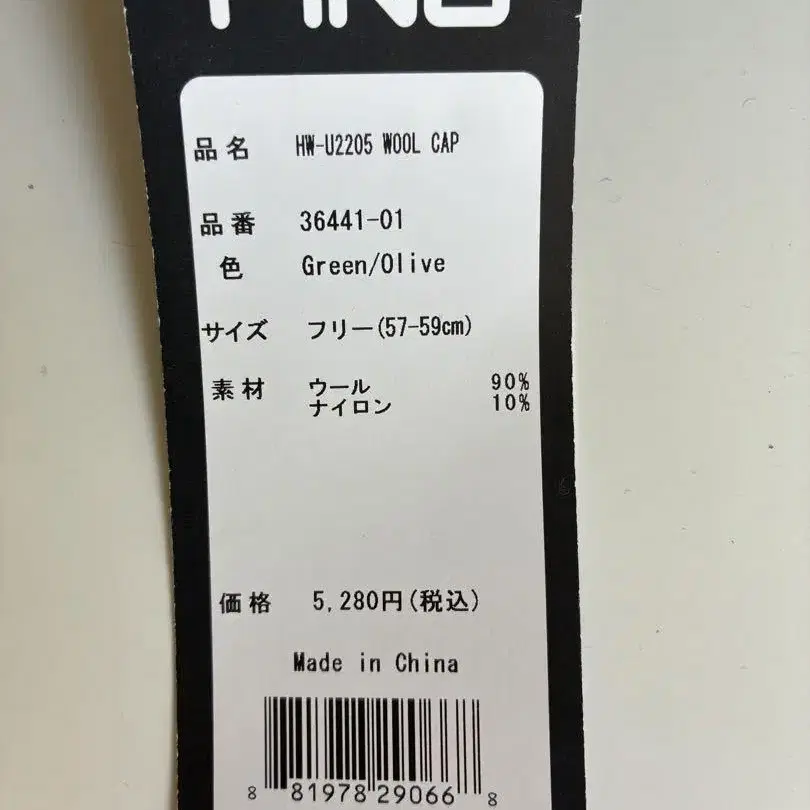 PING
品名 HW-U2205 WOOL CAP
品番 36441-01
色 Green/Olive
サイズ フリー(57-59cm)
素材 ウール 90%
ナイロン 10%
価格 5,280円(税込)
Made in China
8 81978 29066 8